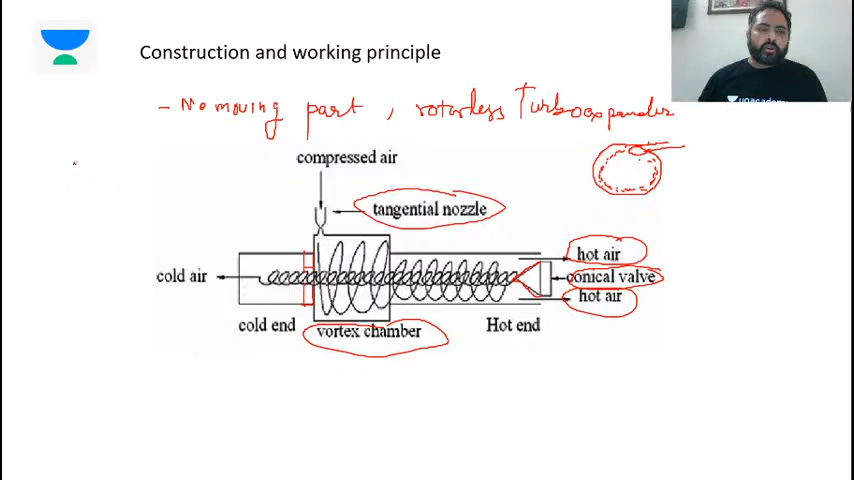 Construction and working principle
- No moving part, rotorless Turboexpander
compressed air
tangential nozzle
hot air
cold air
conical valve
hot air
cold end
vortex chamber
Hot end